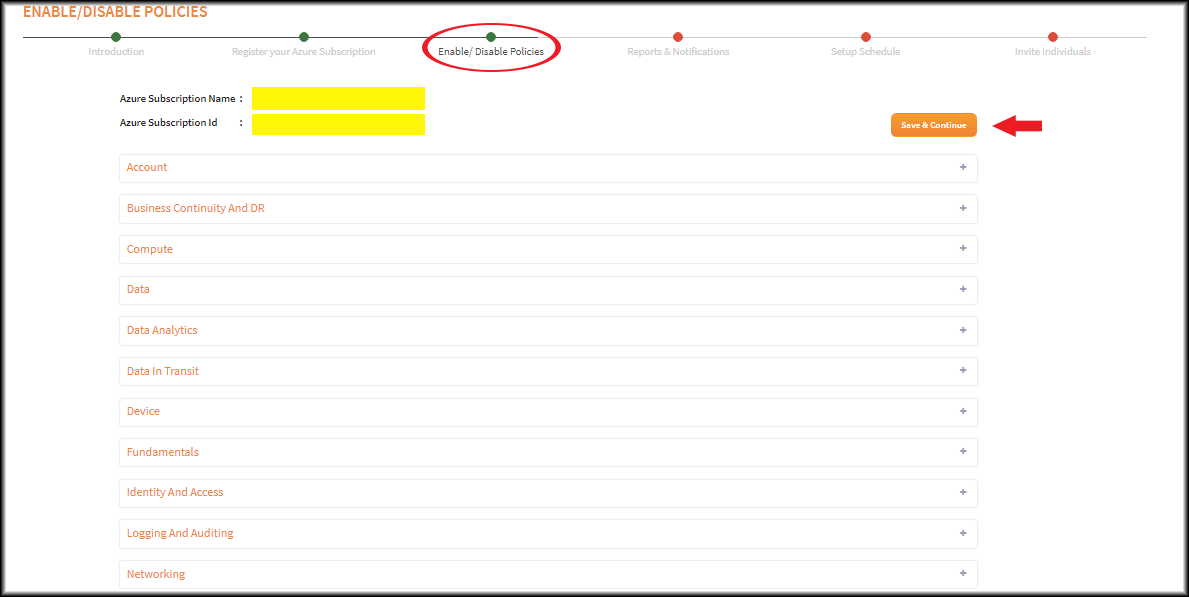 ENABLE/DISABLE POLICIES
Introduction
Register your Azure Subscription
Enable/ Disable Policies
Reports & Notifications
Setup Schedule
Invite Individuals
Azure Subscription Name :
Azure Subscription Id :
Save & Continue
Account +
Business Continuity And DR +
Compute +
Data +
Data Analytics +
Data In Transit +
Device +
Fundamentals +
Identity And Access +
Logging And Auditing +
Networking +